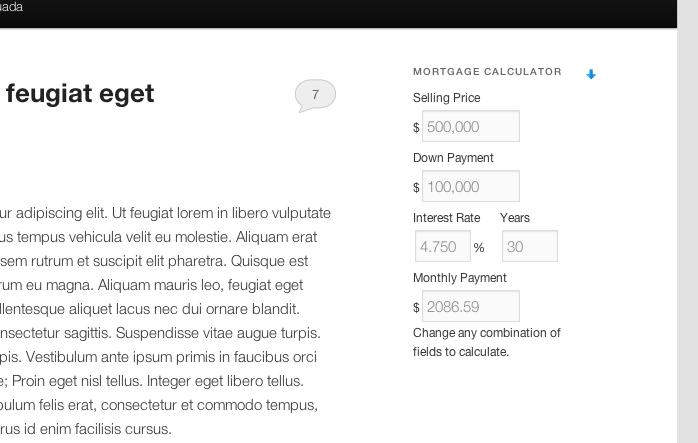 uada
feugiat eget
7
ur adipiscing elit. Ut feugiat lorem in libero vulputate
us tempus vehicula velit eu molestie. Aliquam erat
sem rutrum et suscipit elit pharetra. Quisque est
rum eu magna. Aliquam mauris leo, feugiat eget
llentesque aliquet lacus nec dui ornare blandit.
nsectetur sagittis. Suspendisse vitae augue turpis.
pis. Vestibulum ante ipsum primis in faucibus orci
e; Proin eget nisl tellus. Integer eget libero tellus.
bulum felis erat, consectetur et commodo tempus,
rus id enim facilisis cursus.
MORTGAGE CALCULATOR
Selling Price
$ 500,000
Down Payment
$ 100,000
Interest Rate Years
4.750 % 30
Monthly Payment
$ 2086.59
Change any combination of
fields to calculate.